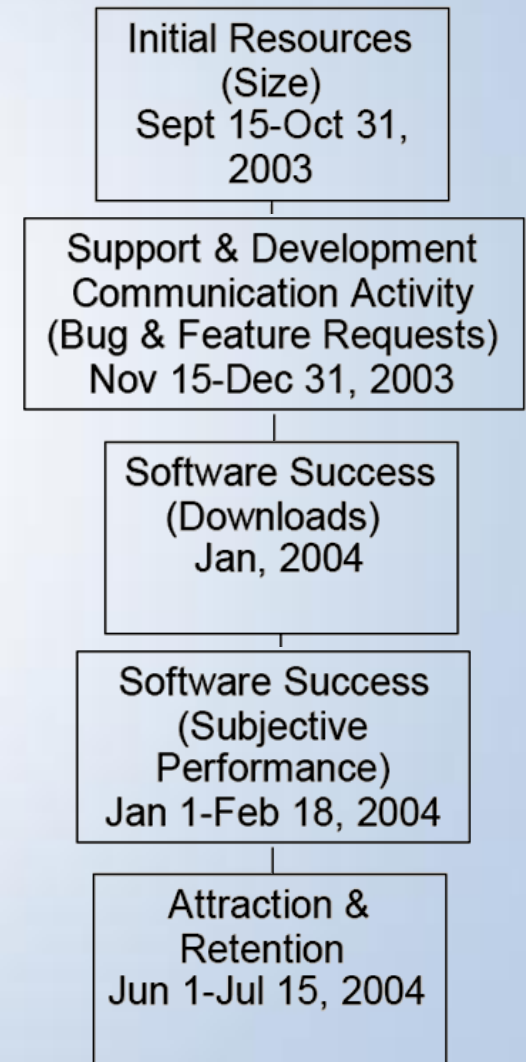 Initial Resources
(Size)
Sept 15-Oct 31,
2003
Support & Development
Communication Activity
(Bug & Feature Requests)
Nov 15-Dec 31, 2003
Software Success
(Downloads)
Jan, 2004
Software Success
(Subjective
Performance)
Jan 1-Feb 18, 2004
Attraction &
Retention
Jun 1-Jul 15, 2004